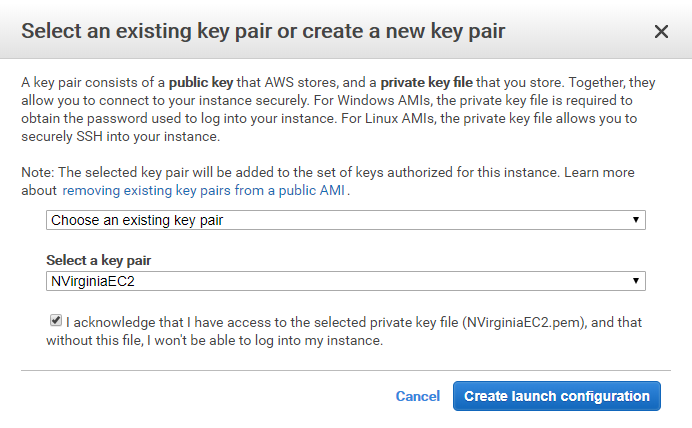 Select an existing key pair or create a new key pair
A key pair consists of a public key that AWS stores, and a private key file that you store. Together, they
allow you to connect to your instance securely. For Windows AMIs, the private key file is required to
obtain the password used to log into your instance. For Linux AMIs, the private key file allows you to
securely SSH into your instance.
Note: The selected key pair will be added to the set of keys authorized for this instance. Learn more
about removing existing key pairs from a public AMI.
Choose an existing key pair
Select a key pair
NVirginiaEC2
I acknowledge that I have access to the selected private key file (NVirginiaEC2.pem), and that
without this file, I won't be able to log into my instance.
Cancel Create launch configuration